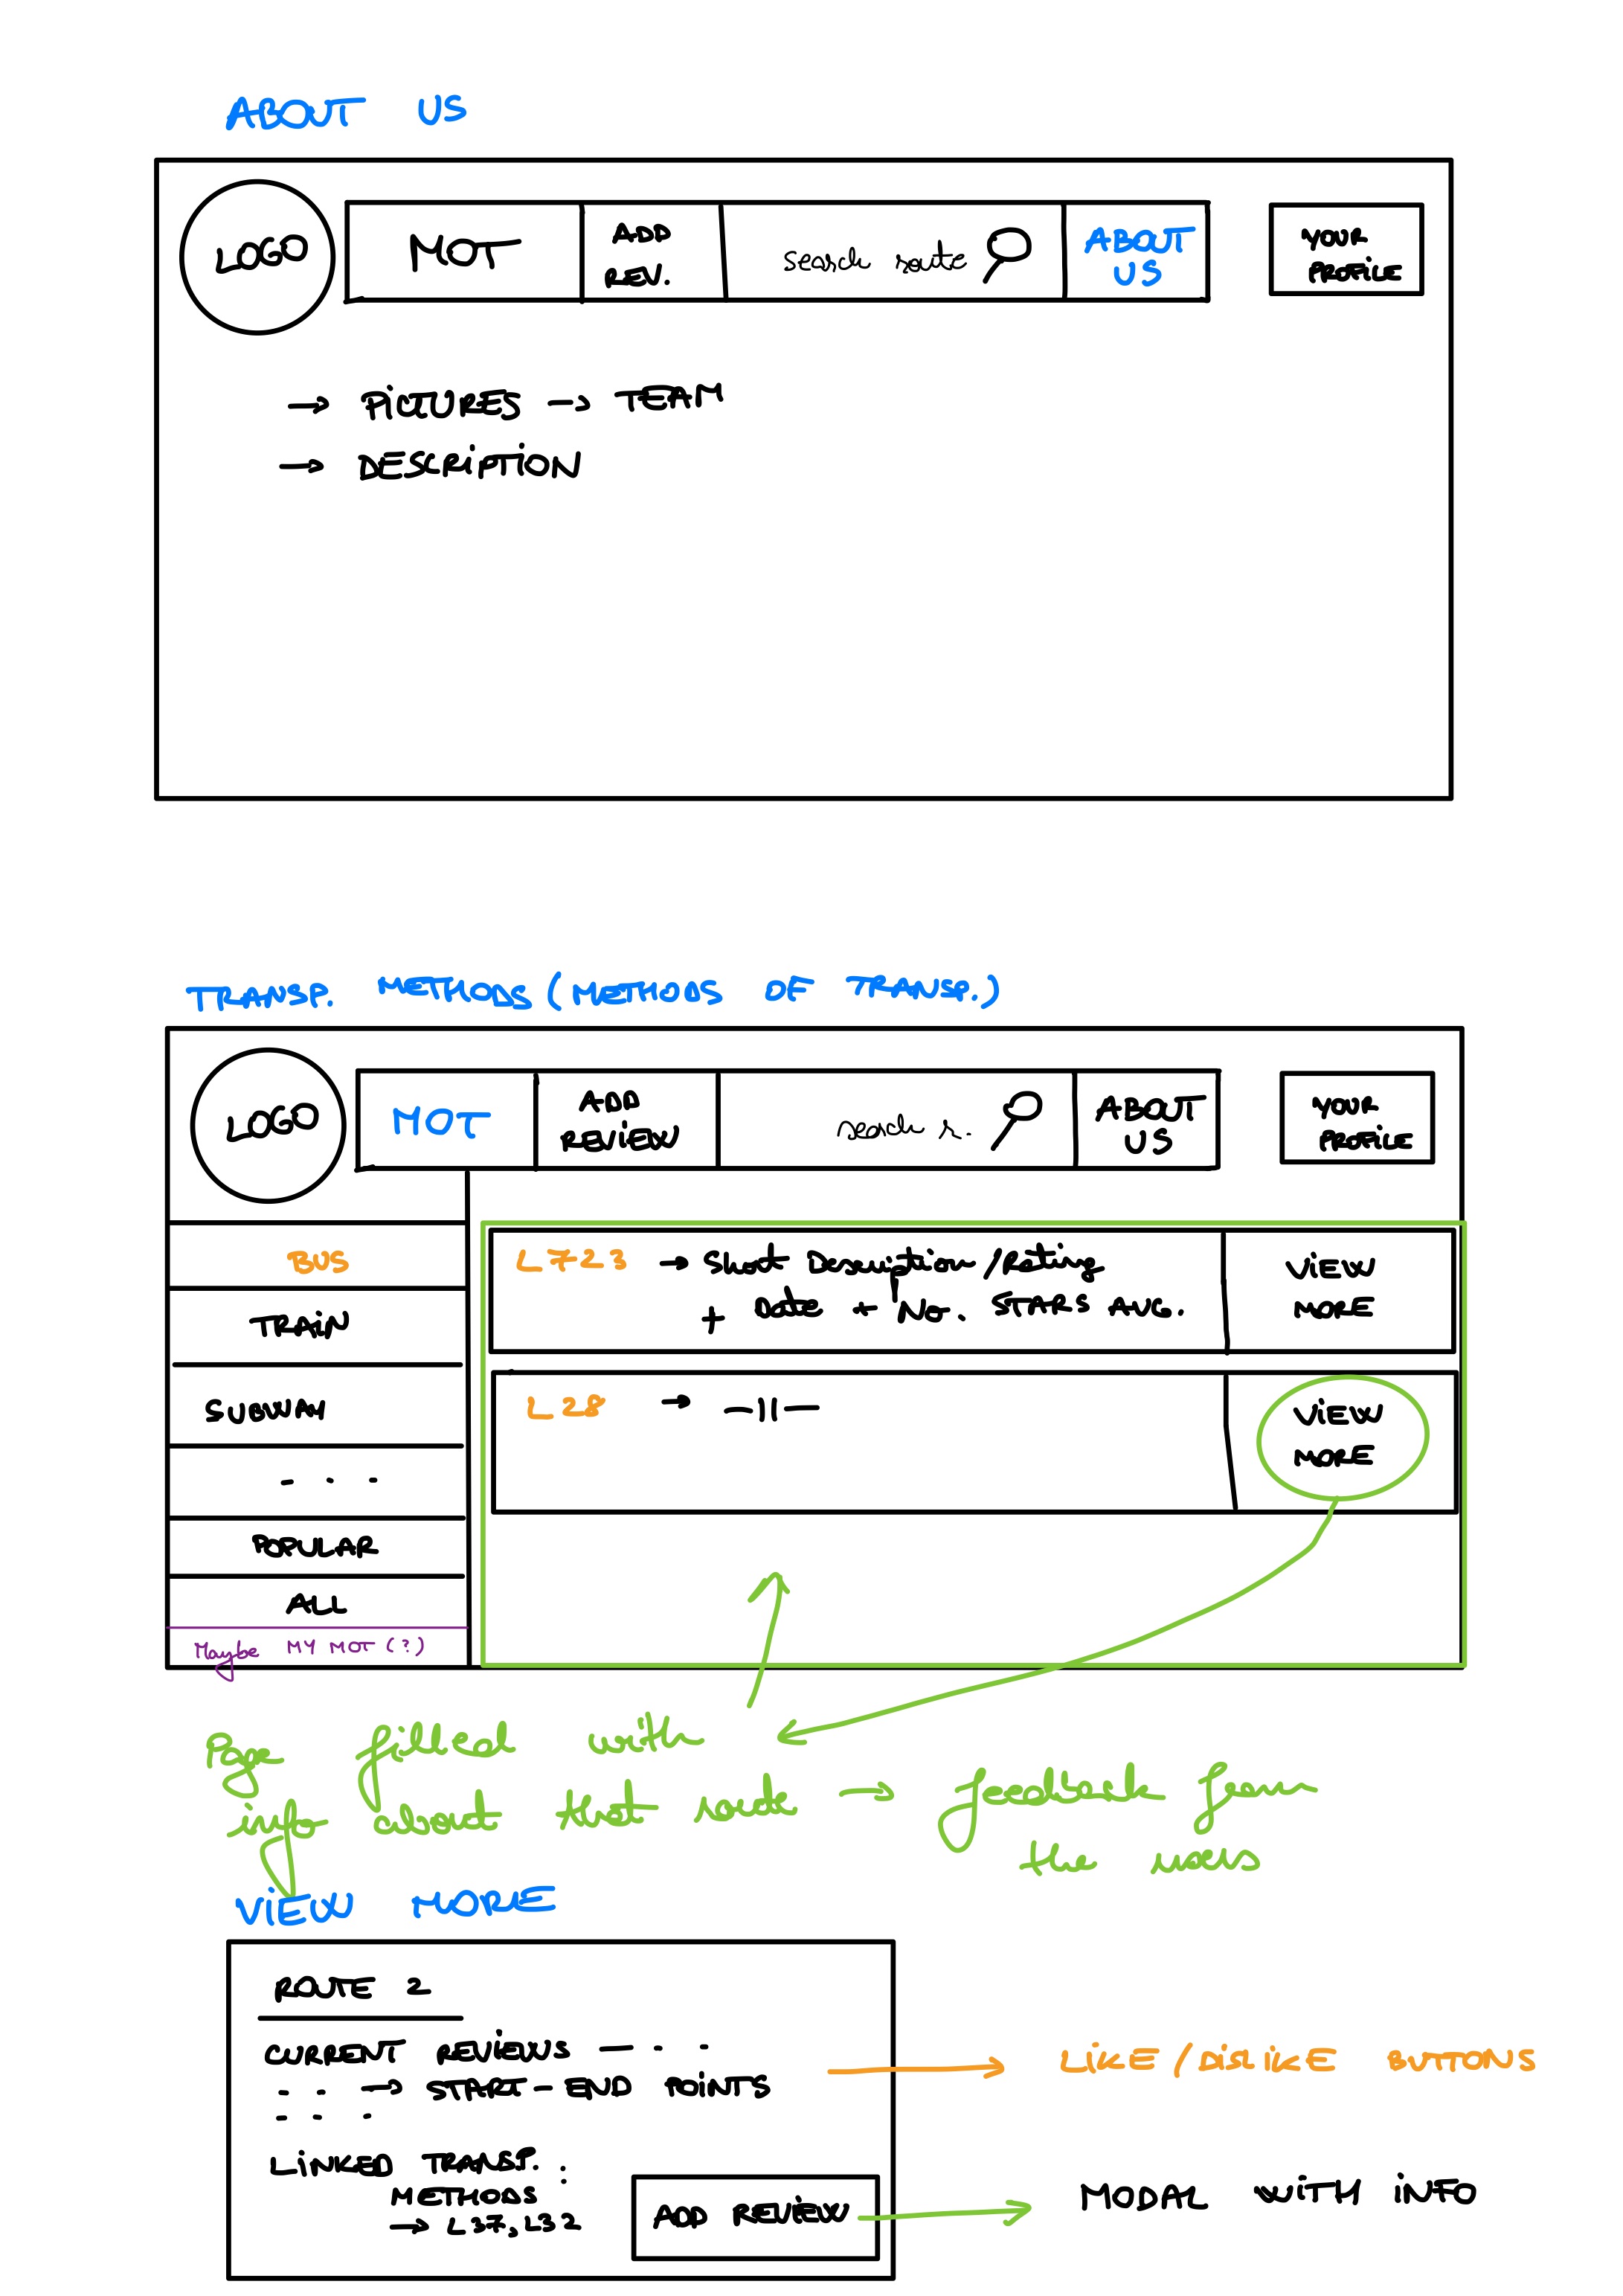 ABOUT US
LOGO
MOT
ADD
REV.
search route
ABOUT
US
YOUR
PROFILE
→ PICTURES → TEAM
→ DESCRIPTION
TRANSP. METHODS (METHODS OF TRANSP.)
LOGO
MOT
ADD
REVIEW
search r.
ABOUT
US
YOUR
PROFILE
BUS
TRAIN
SUBWAY
. . .
POPULAR
ALL
Maybe MY MOT (?)
L723 → Short Description/Rating
+ Date + No. STARS AVG.
VIEW
MORE
L28 → —||—
VIEW
MORE
Page filled with
info about that route → feedback from
the users
VIEW MORE
ROUTE 2
CURRENT REVIEWS — - -
- - → START - END POINTS
- - -
LINKED TRANSP. :
METHODS
→ L37, L32
ADD REVIEW
LIKE/DISLIKE BUTTONS
MODAL WITH INFO